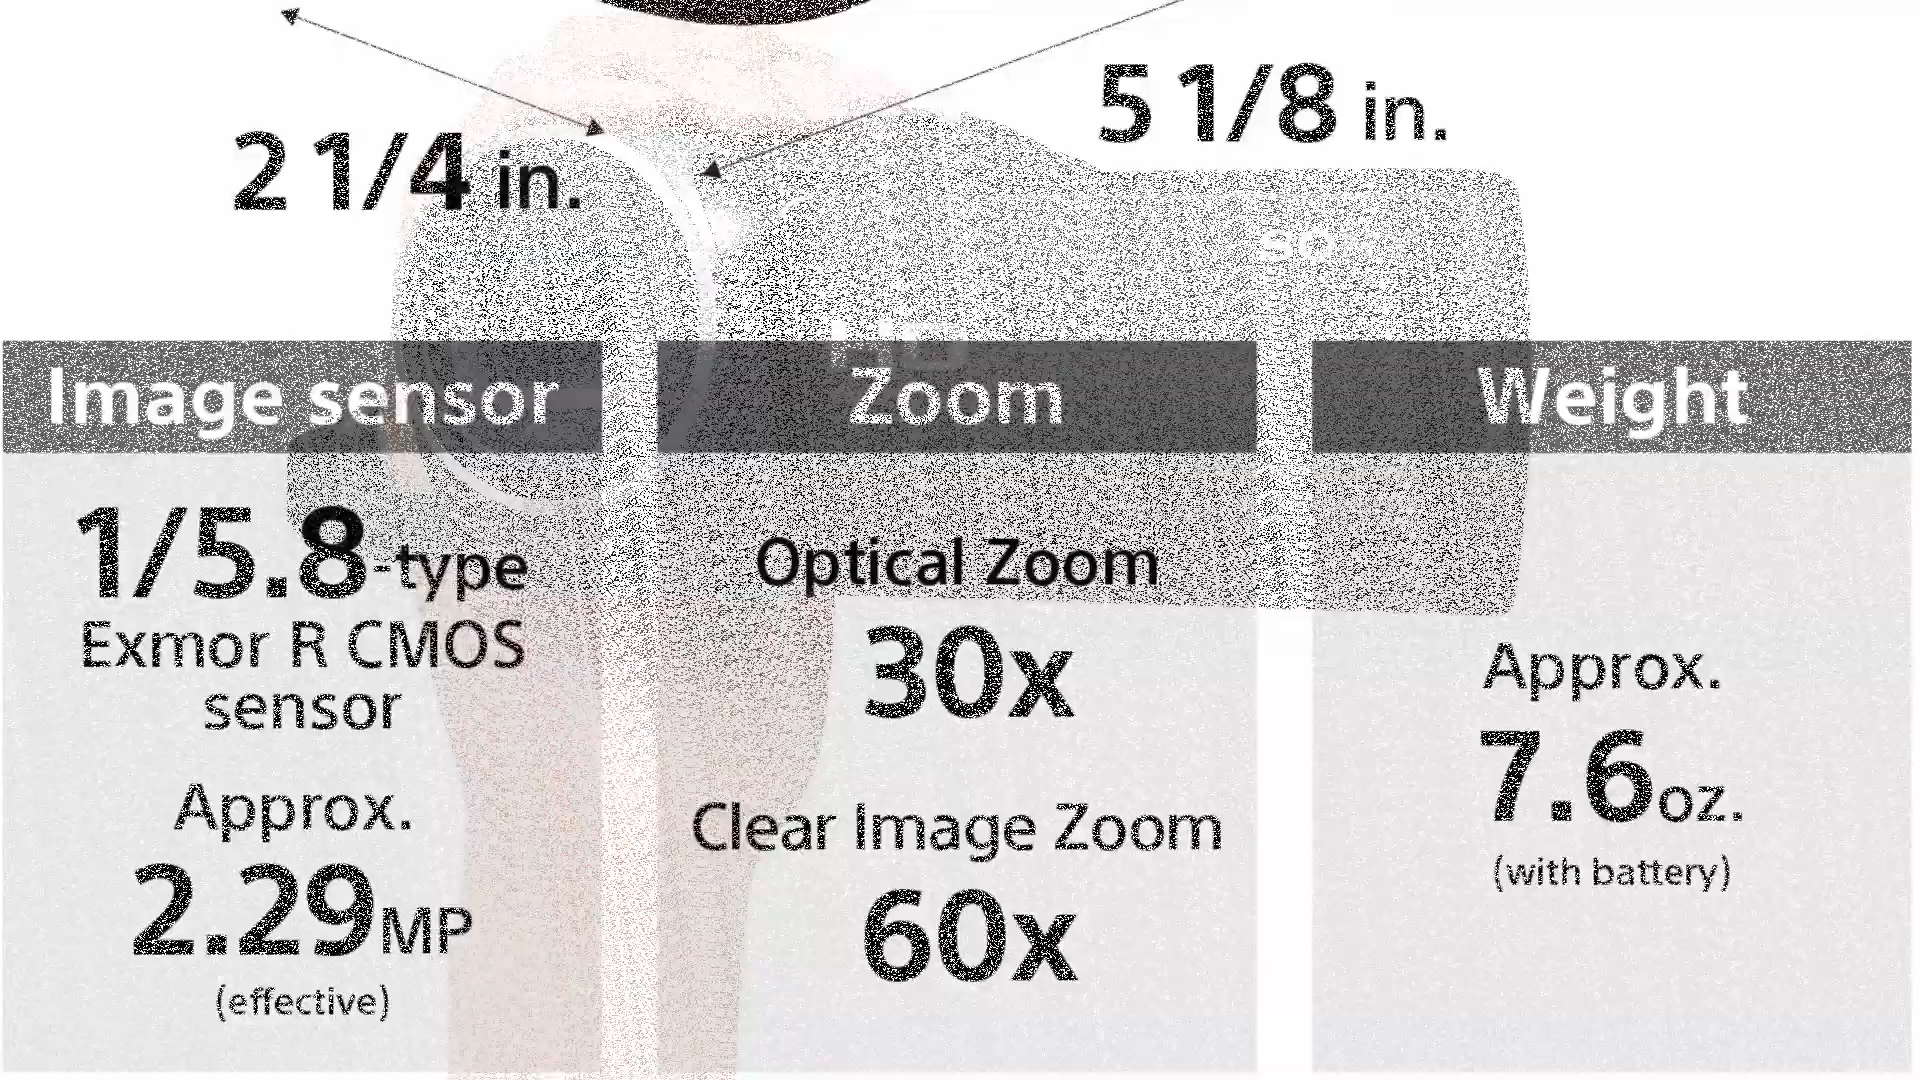 5 1/8 in.
2 1/4 in.
Image sensor
1/5.8-type
Exmor R CMOS
sensor
Approx.
2.29MP
(effective)
Zoom
Optical Zoom
30x
Clear Image Zoom
60x
Weight
Approx.
7.6oz.
(with battery)